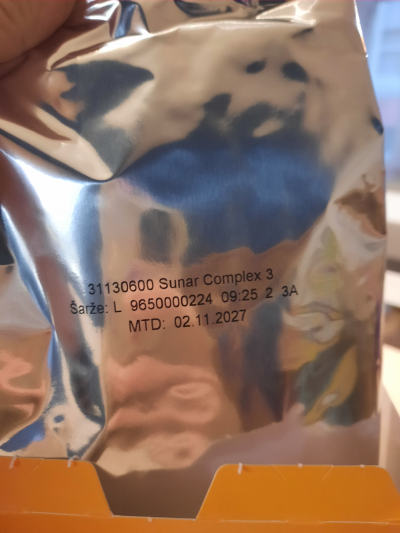 31130600 Sunar Complex 3
Šarže: L 9650000224 09:25 2 3A
MTD: 02.11.2027